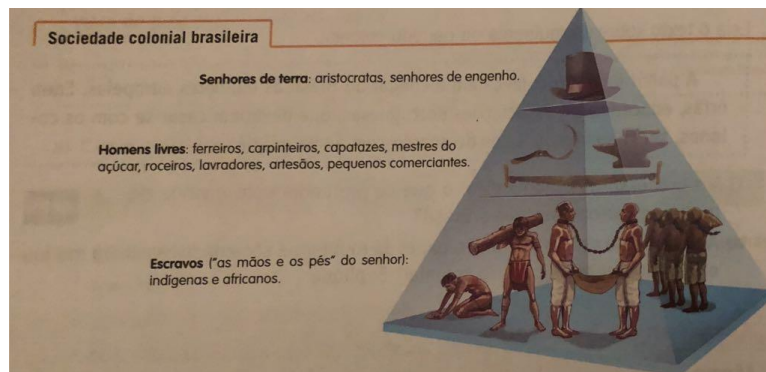 Sociedade colonial brasileira
Senhores de terra: aristocratas, senhores de engenho.
Homens livres: ferreiros, carpinteiros, capatazes, mestres do
açúcar, roceiros, lavradores, artesãos, pequenos comerciantes.
Escravos ("as mãos e os pés" do senhor):
indígenas e africanos.